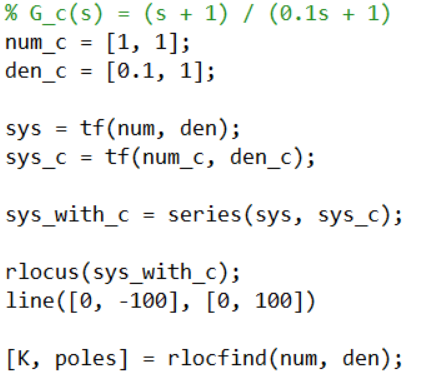 % G_c(s) = (s + 1) / (0.1s + 1)
num_c = [1, 1];
den_c = [0.1, 1];
sys = tf(num, den);
sys_c = tf(num_c, den_c);
sys_with_c = series(sys, sys_c);
rlocus(sys_with_c);
line([0, -100], [0, 100])
[K, poles] = rlocfind(num, den);